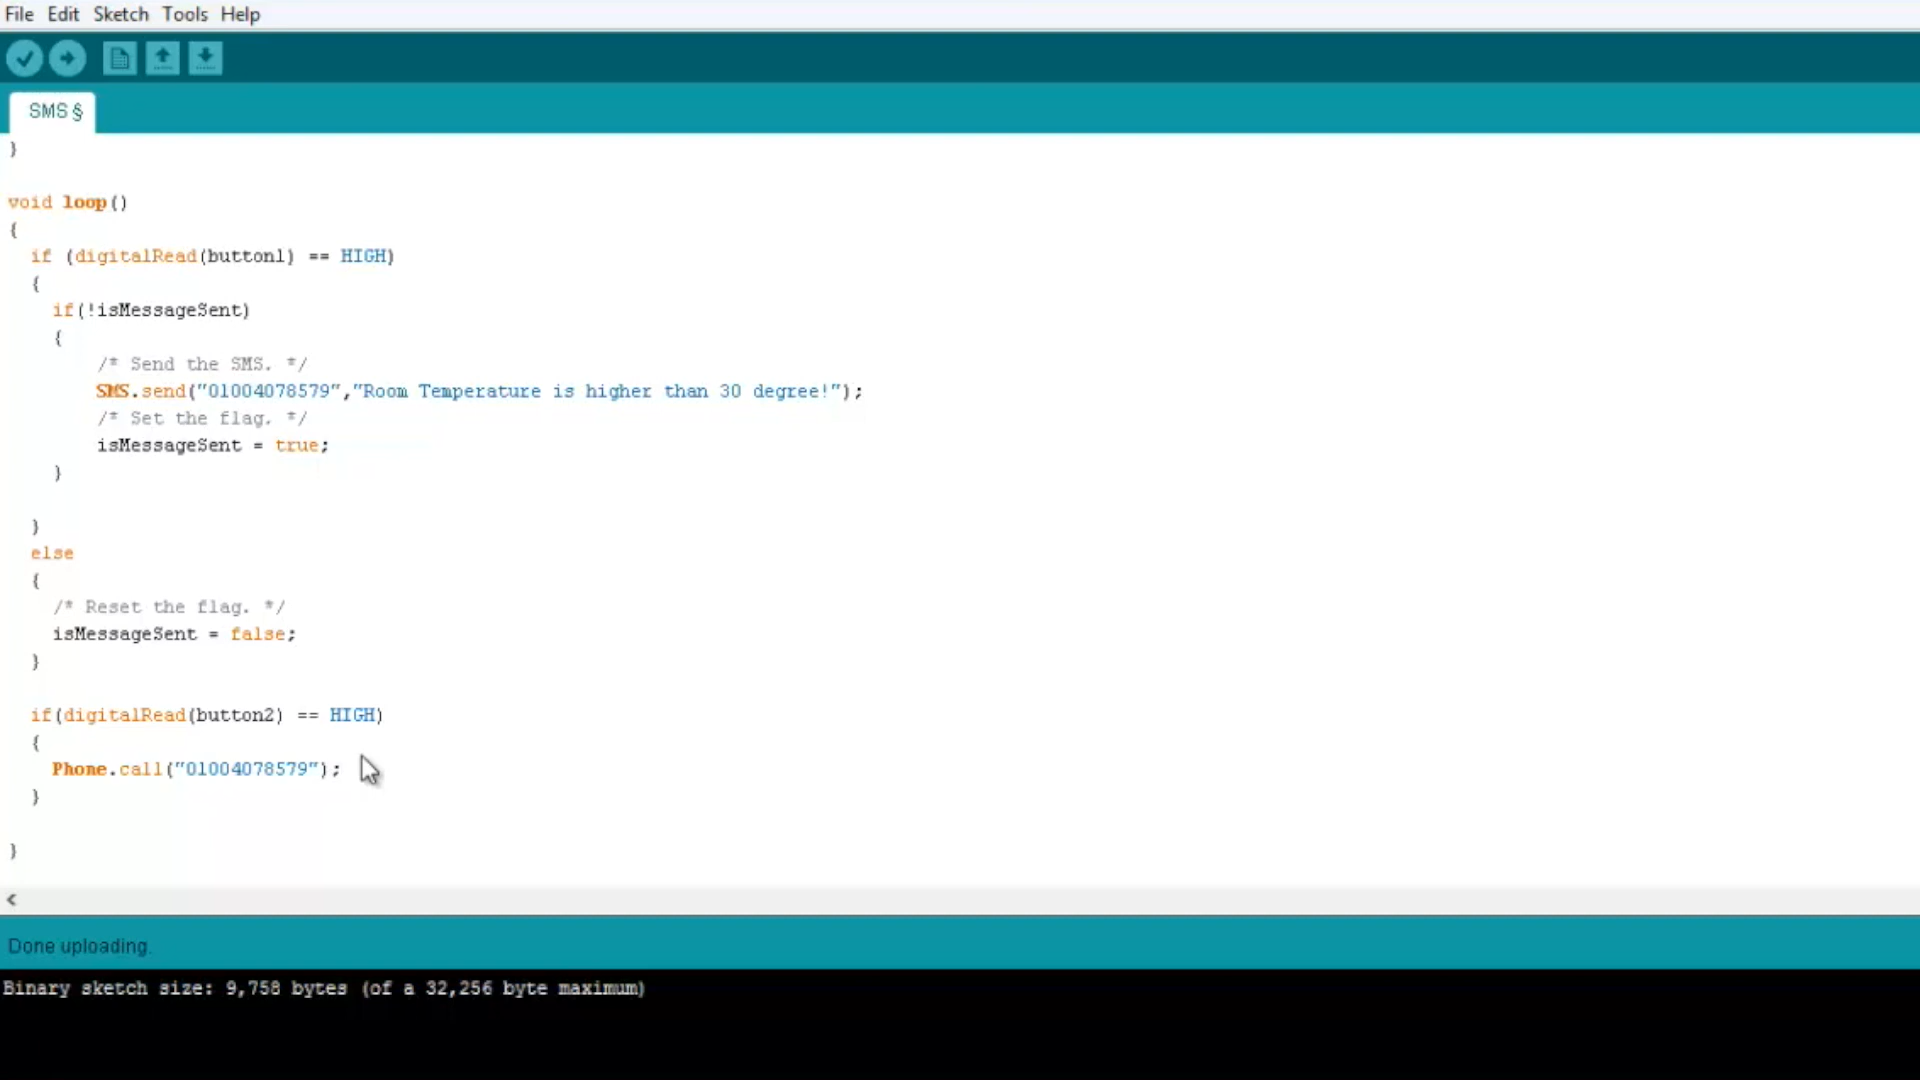 File Edit Sketch Tools Help
SMS §
}
void loop()
{
if (digitalRead(button1) == HIGH)
{
if(!isMessageSent)
{
/* Send the SMS. */
SMS.send("01004078579","Room Temperature is higher than 30 degree!");
/* Set the flag. */
isMessageSent = true;
}
}
else
{
/* Reset the flag. */
isMessageSent = false;
}
if(digitalRead(button2) == HIGH)
{
Phone.call("01004078579");
}
}
Done uploading.
Binary sketch size: 9,758 bytes (of a 32,256 byte maximum)